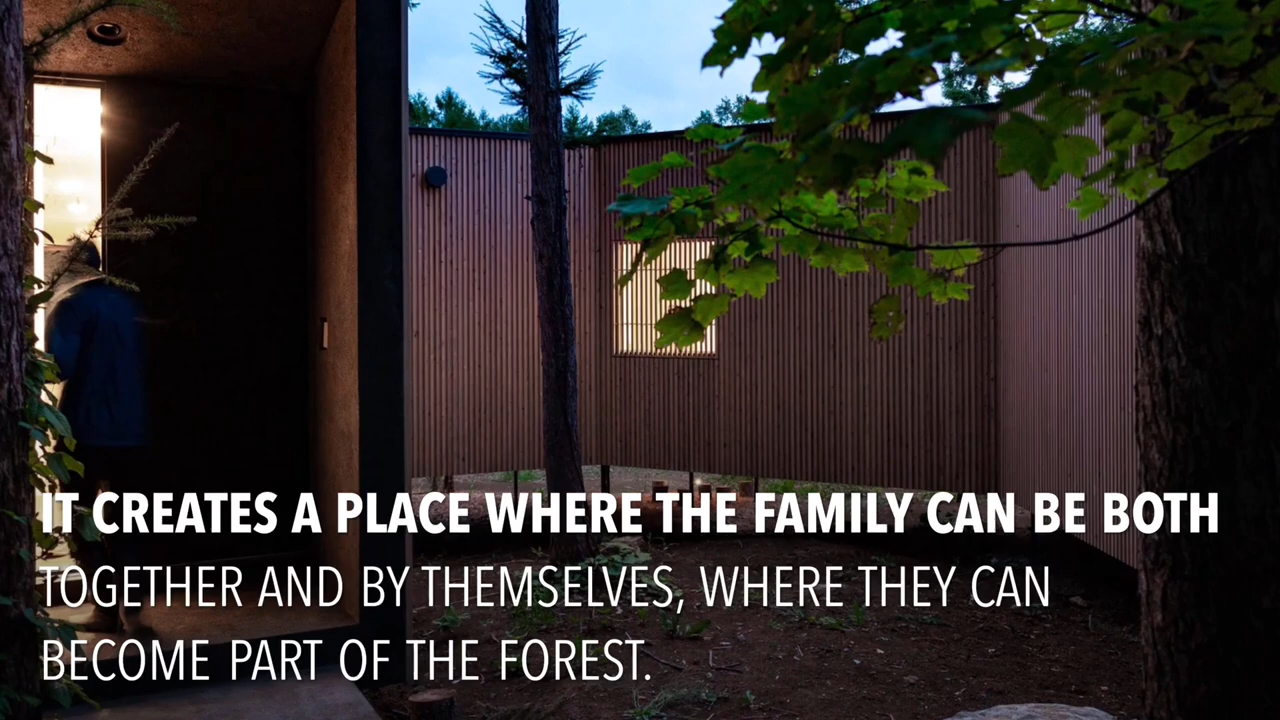 IT CREATES A PLACE WHERE THE FAMILY CAN BE BOTH
TOGETHER AND BY THEMSELVES, WHERE THEY CAN
BECOME PART OF THE FOREST.